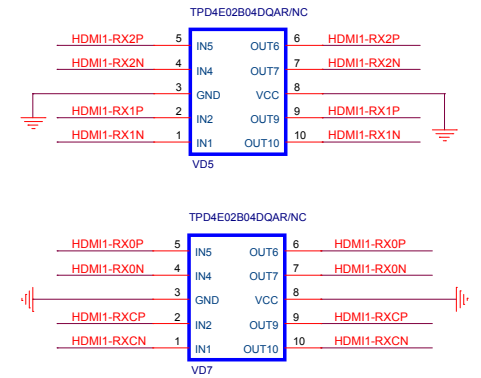 TPD4E02B04DQAR/NC
HDMI1-RX2P 5 IN5 OUT6 6 HDMI1-RX2P
HDMI1-RX2N 4 IN4 OUT7 7 HDMI1-RX2N
3 GND VCC 8
HDMI1-RX1P 2 IN2 OUT9 9 HDMI1-RX1P
HDMI1-RX1N 1 IN1 OUT10 10 HDMI1-RX1N
VD5
TPD4E02B04DQAR/NC
HDMI1-RX0P 5 IN5 OUT6 6 HDMI1-RX0P
HDMI1-RX0N 4 IN4 OUT7 7 HDMI1-RX0N
3 GND VCC 8
HDMI1-RXCP 2 IN2 OUT9 9 HDMI1-RXCP
HDMI1-RXCN 1 IN1 OUT10 10 HDMI1-RXCN
VD7